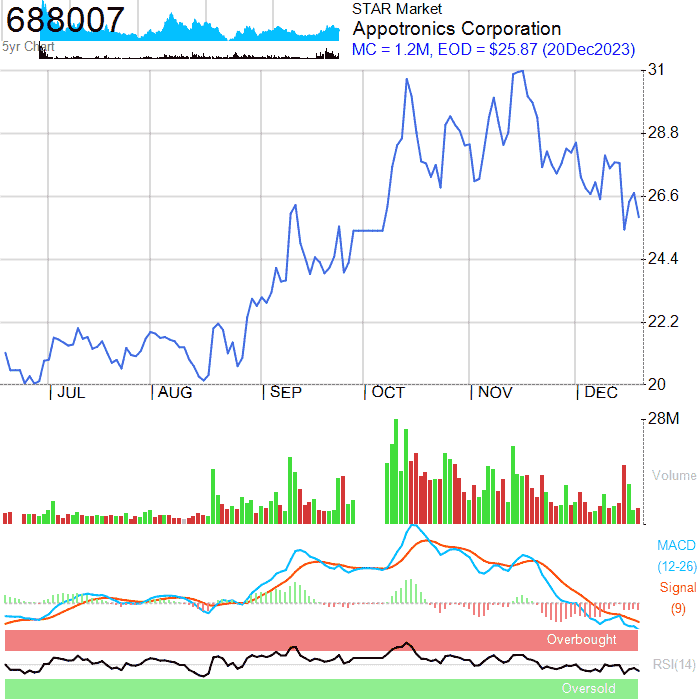 688007
5yr Chart
STAR Market
Appotronics Corporation
MC = 1.2M, EOD = $25.87 (20Dec2023)
31
28.8
26.6
24.4
22.2
20
JUL AUG SEP OCT NOV DEC
28M
Volume
MACD
(12-26)
Signal
(9)
Overbought
RSI(14)
Oversold